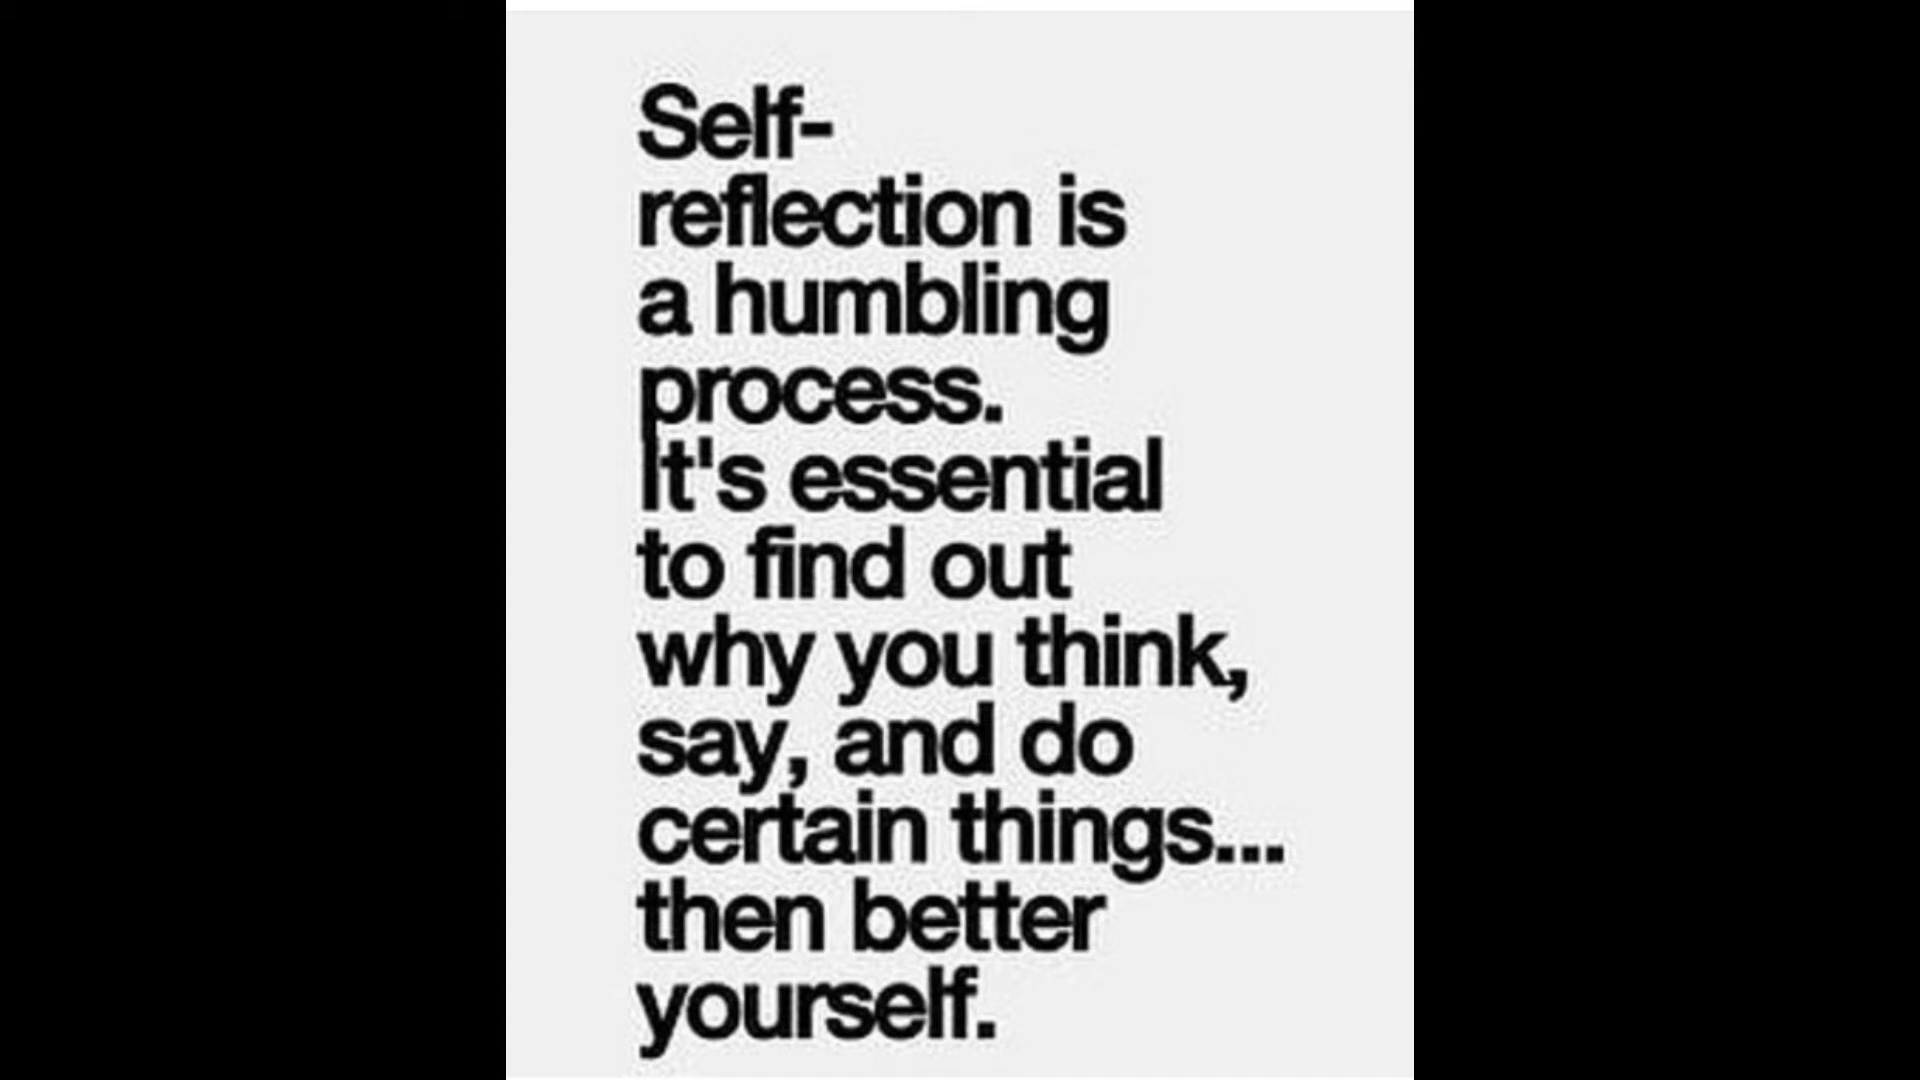 Self-
reflection is
a humbling
process.
It's essential
to find out
why you think,
say, and do
certain things...
then better
yourself.